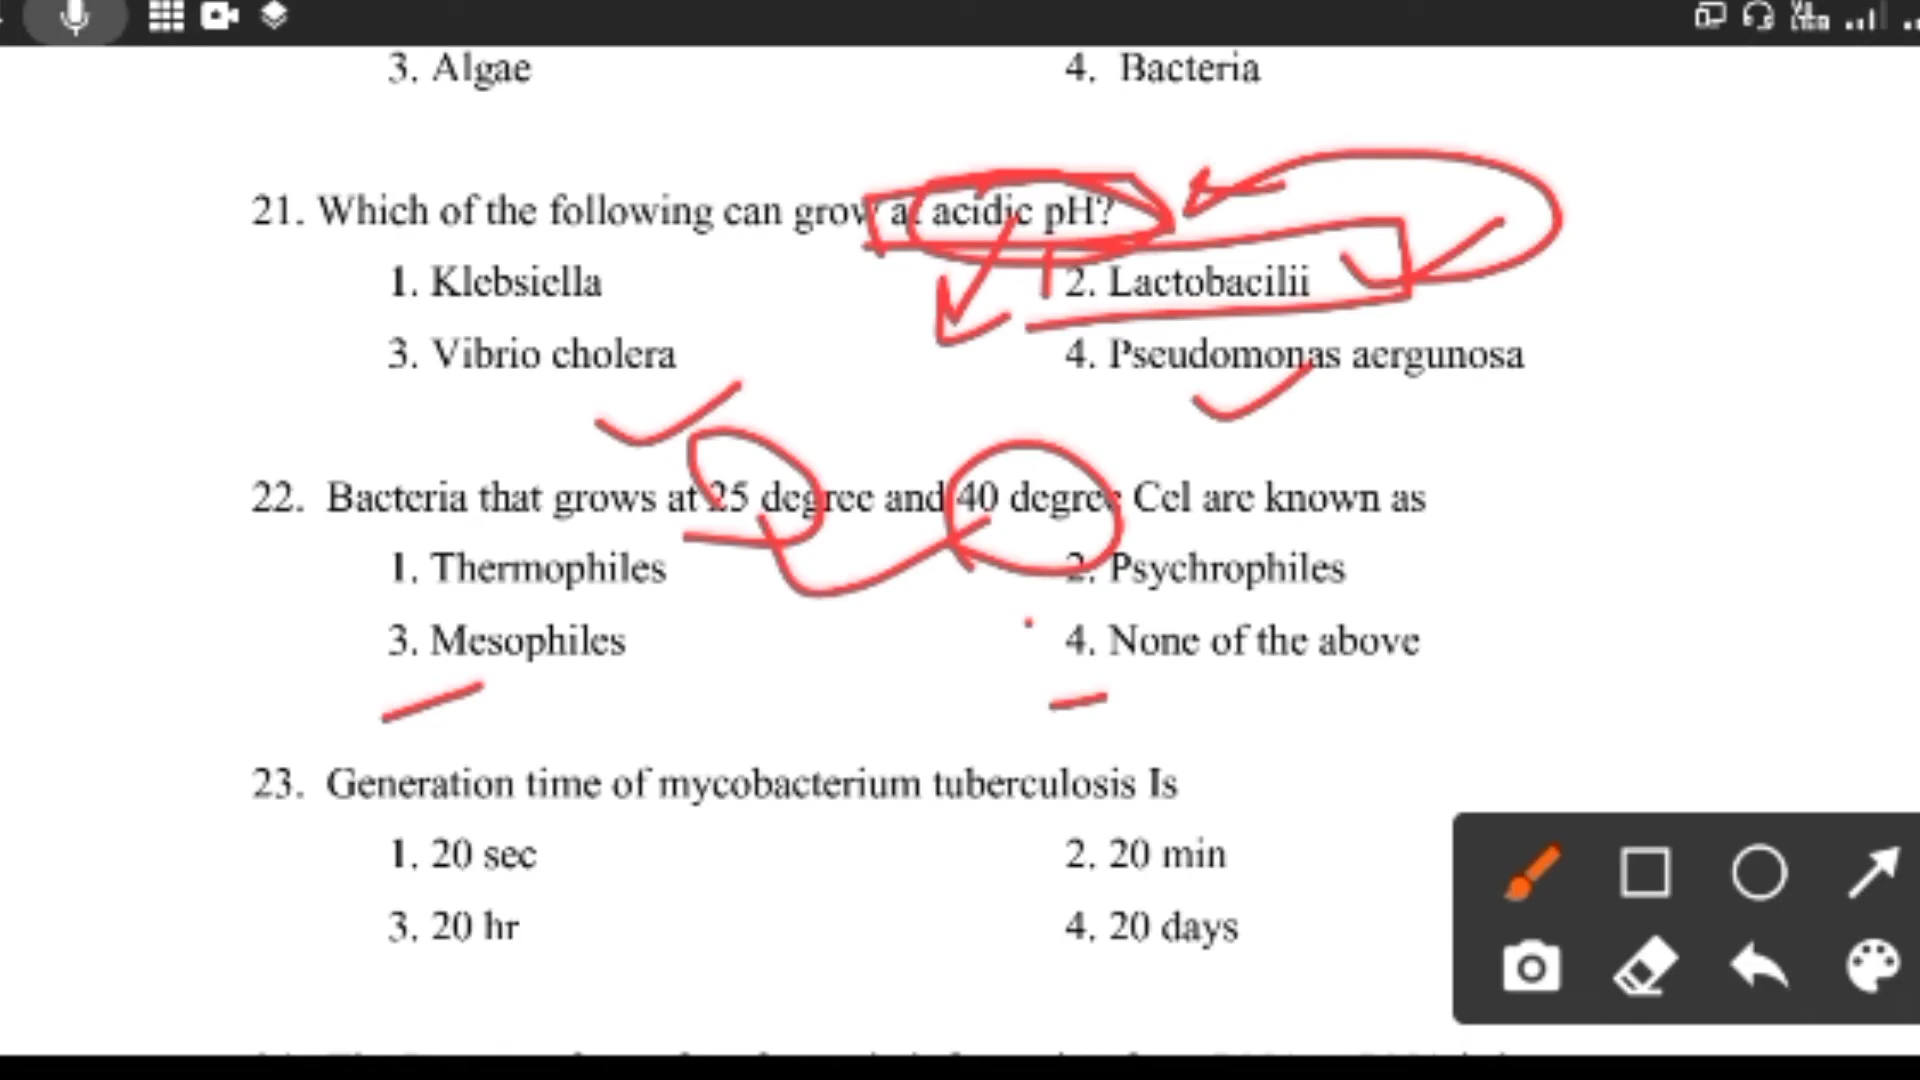 3. Algae 4. Bacteria
21. Which of the following can grow at acidic pH?
1. Klebsiella 2. Lactobacilii
3. Vibrio cholera 4. Pseudomonas aergunosa
22. Bacteria that grows at 25 degree and 40 degree Cel are known as
1. Thermophiles 2. Psychrophiles
3. Mesophiles 4. None of the above
23. Generation time of mycobacterium tuberculosis Is
1. 20 sec 2. 20 min
3. 20 hr 4. 20 days